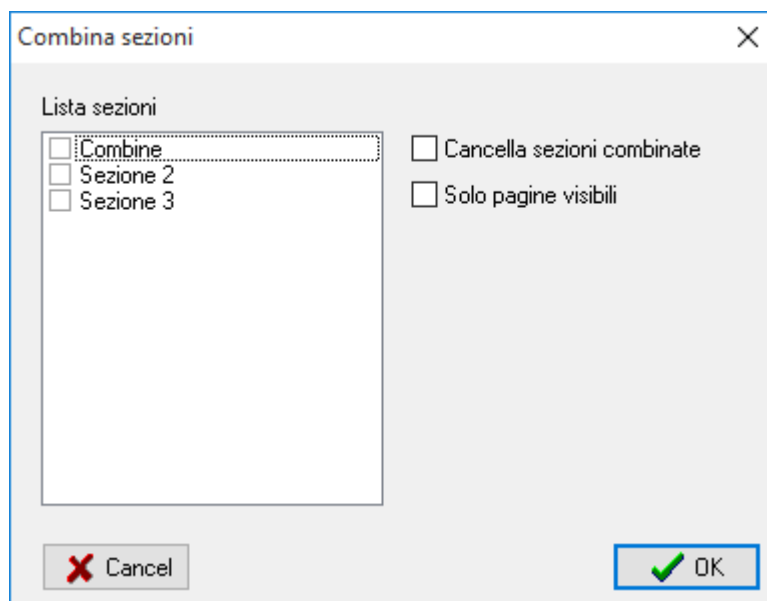 Combina sezioni
Lista sezioni
Combine
Sezione 2
Sezione 3
Cancella sezioni combinate
Solo pagine visibili
Cancel
OK